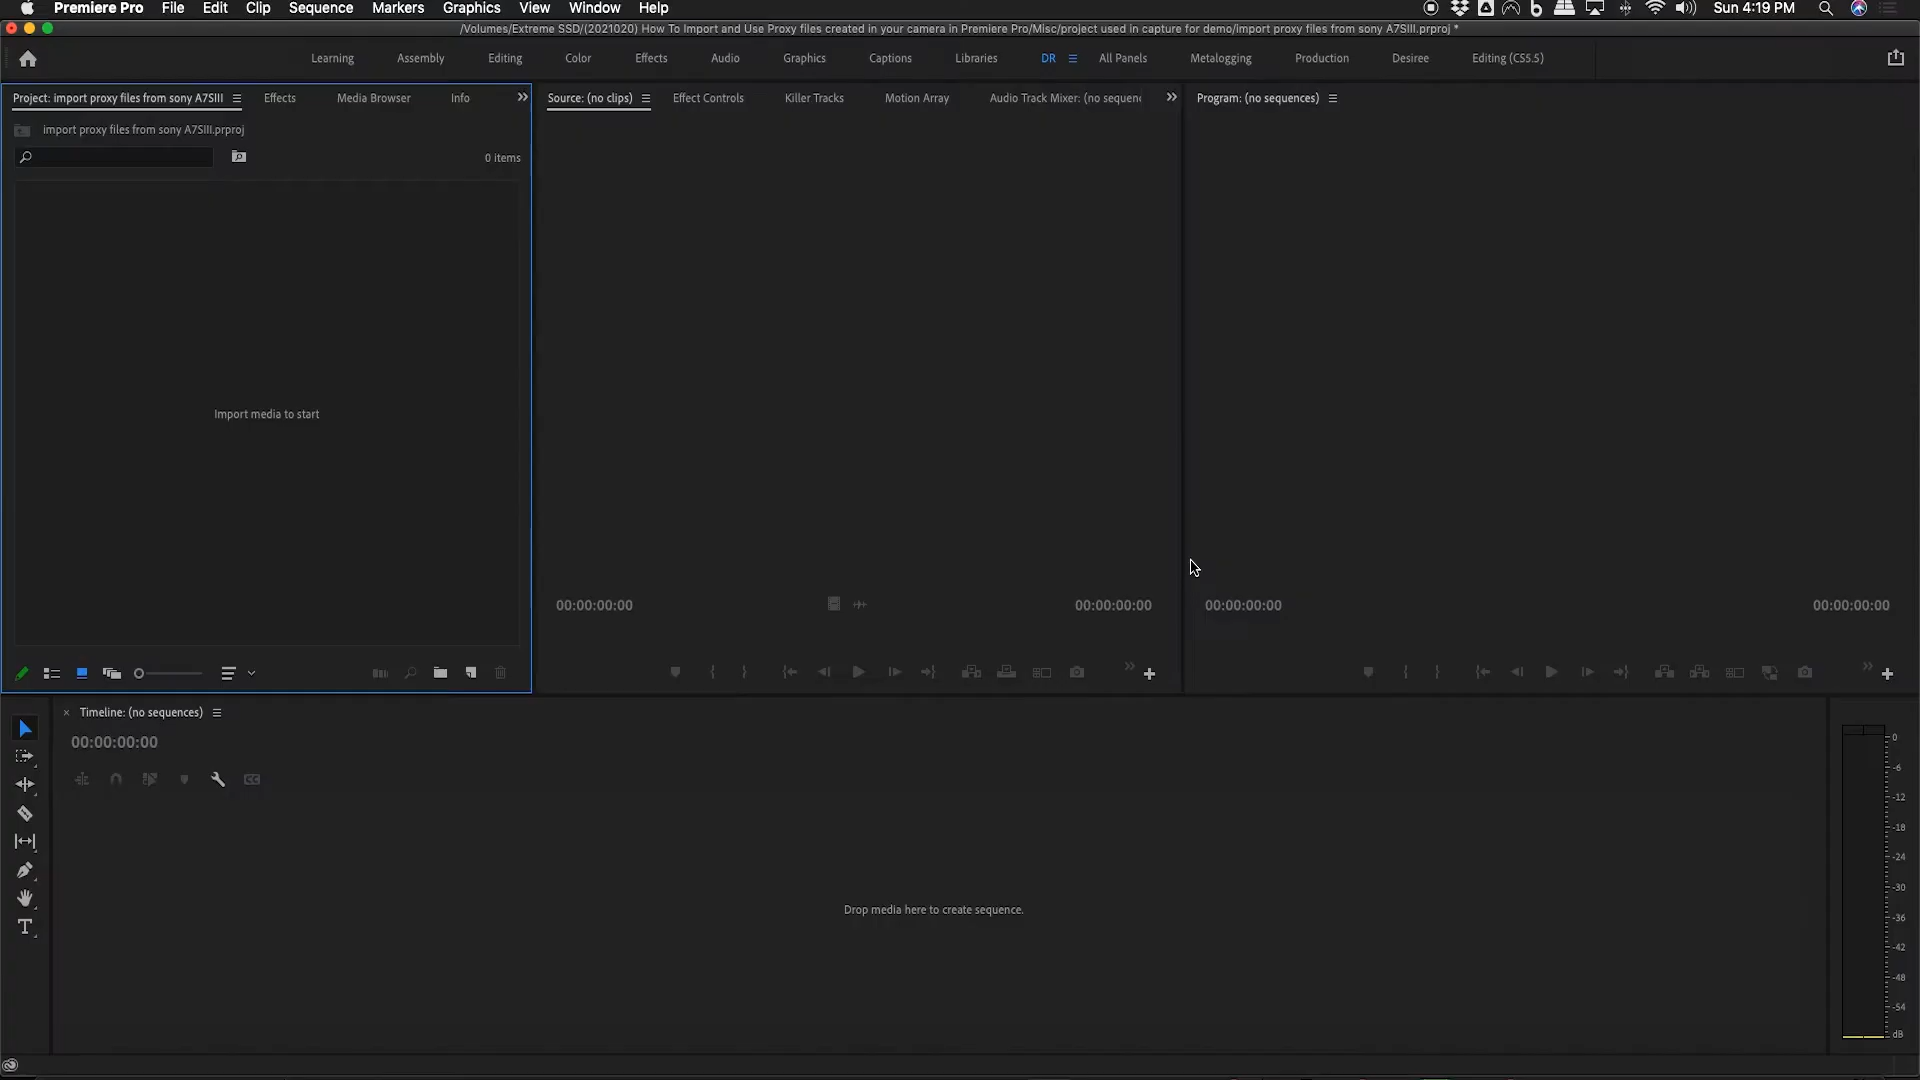 Premiere Pro File Edit Clip Sequence Markers Graphics View Window Help Sun 4:19 PM
/Volumes/Extreme SSD/(2021020) How To Import and Use Proxy files created in your camera in Premiere Pro/Misc/project used in capture for demo/import proxy files from sony A7SIII.prproj *
Learning Assembly Editing Color Effects Audio Graphics Captions Libraries DR All Panels Metalogging Production Desiree Editing (CS5.5)
Project: import proxy files from sony A7SIII Effects Media Browser Info Source: (no clips) Effect Controls Killer Tracks Motion Array Audio Track Mixer: (no sequen Program: (no sequences)
import proxy files from sony A7SIII.prproj
0 items
Import media to start
00:00:00:00 00:00:00:00 00:00:00:00 00:00:00:00
Timeline: (no sequences)
00:00:00:00
CC
Drop media here to create sequence.
0
-6
-12
-18
-24
-30
-36
-42
-48
-54
dB